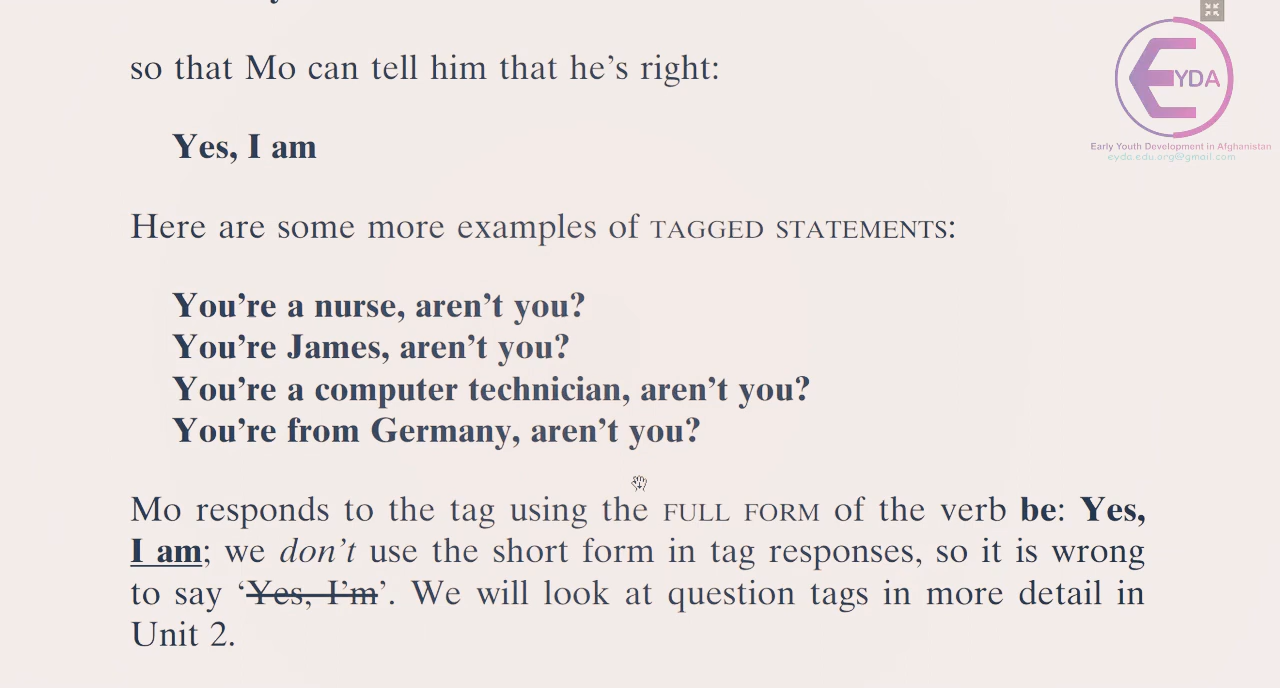 so that Mo can tell him that he’s right:
Yes, I am
Here are some more examples of TAGGED STATEMENTS:
You’re a nurse, aren’t you?
You’re James, aren’t you?
You’re a computer technician, aren’t you?
You’re from Germany, aren’t you?
Mo responds to the tag using the FULL FORM of the verb be: Yes,
I am; we don’t use the short form in tag responses, so it is wrong
to say ‘Yes, I’m’. We will look at question tags in more detail in
Unit 2.
EYDA
Early Youth Development in Afghanistan
eyda.edu.org@gmail.com